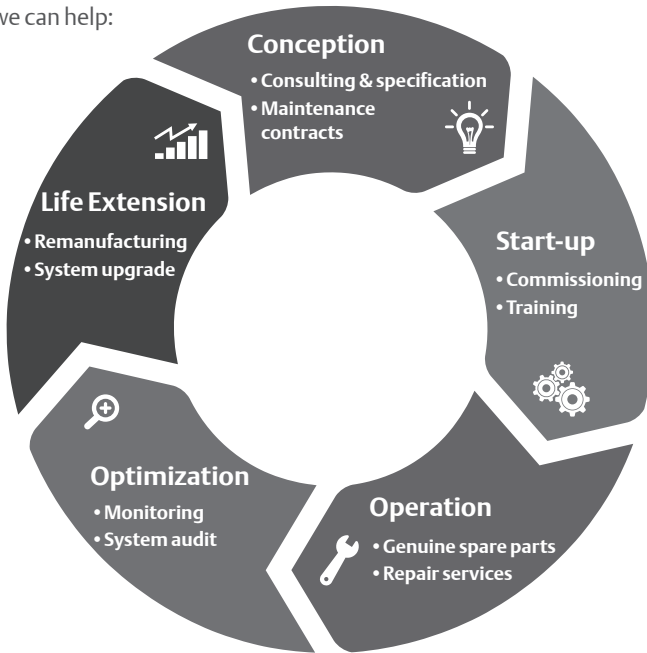 we can help:
Conception
• Consulting & specification
• Maintenance
contracts
Start-up
• Commissioning
• Training
Operation
• Genuine spare parts
• Repair services
Optimization
• Monitoring
• System audit
Life Extension
• Remanufacturing
• System upgrade